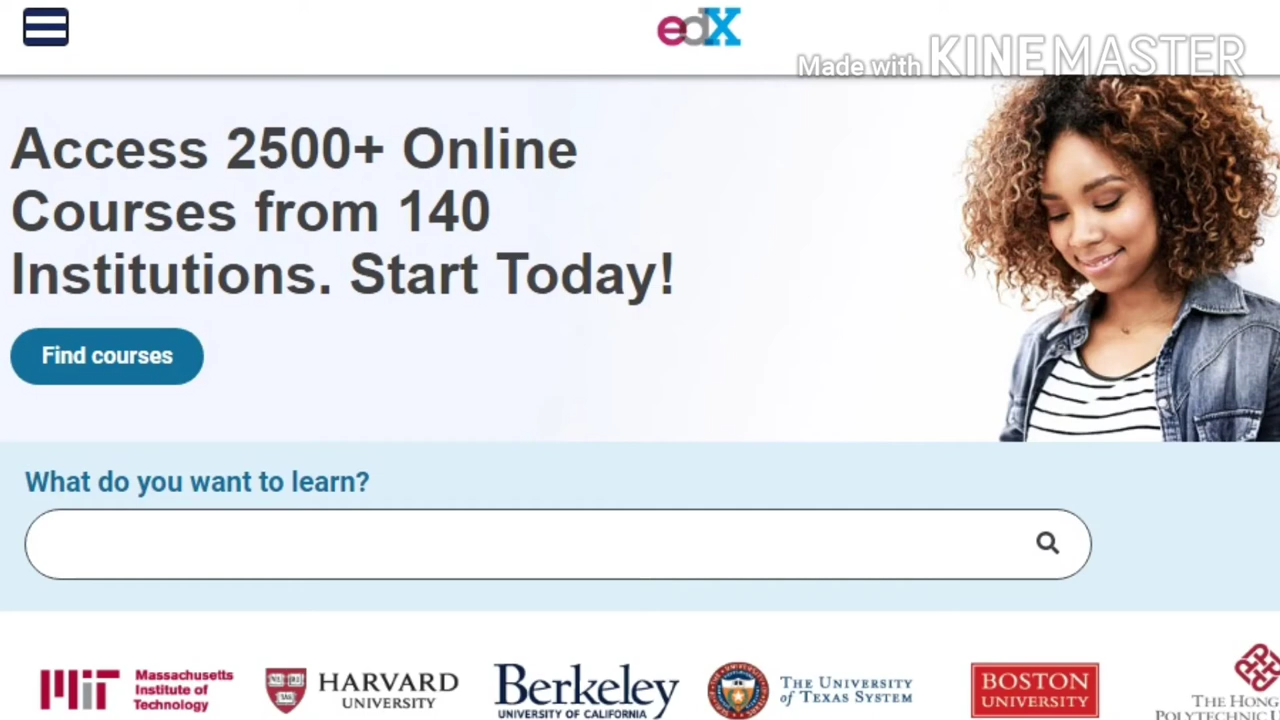 edX
Made with KINEMASTER
Access 2500+ Online
Courses from 140
Institutions. Start Today!
Find courses
What do you want to learn?
MIT Massachusetts
Institute of
Technology
HARVARD
UNIVERSITY
Berkeley
UNIVERSITY OF CALIFORNIA
THE UNIVERSITY
of TEXAS SYSTEM
BOSTON
UNIVERSITY
THE HONG
POLYTECHNIC